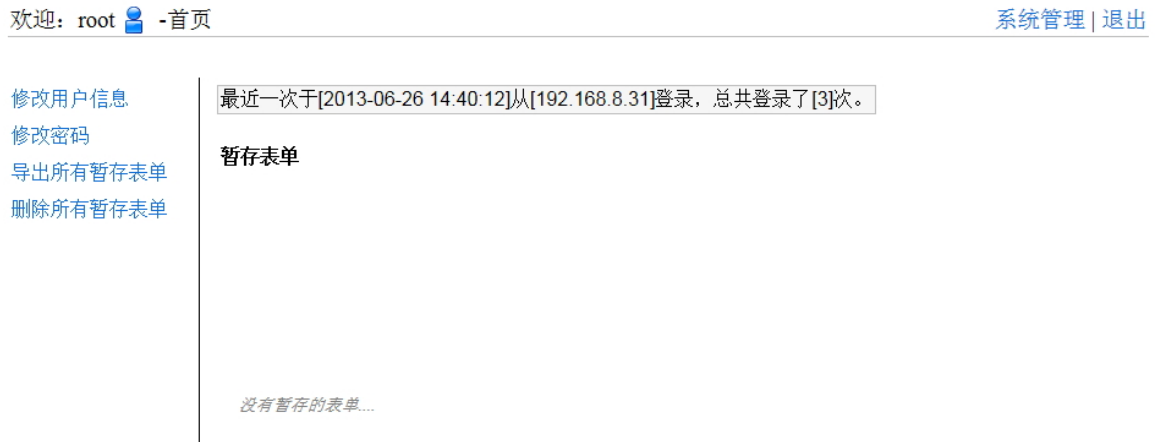 欢迎：root -首页
系统管理 | 退出
修改用户信息
修改密码
导出所有暂存表单
删除所有暂存表单
最近一次于[2013-06-26 14:40:12]从[192.168.8.31]登录，总共登录了[3]次。
暂存表单
没有暂存的表单....